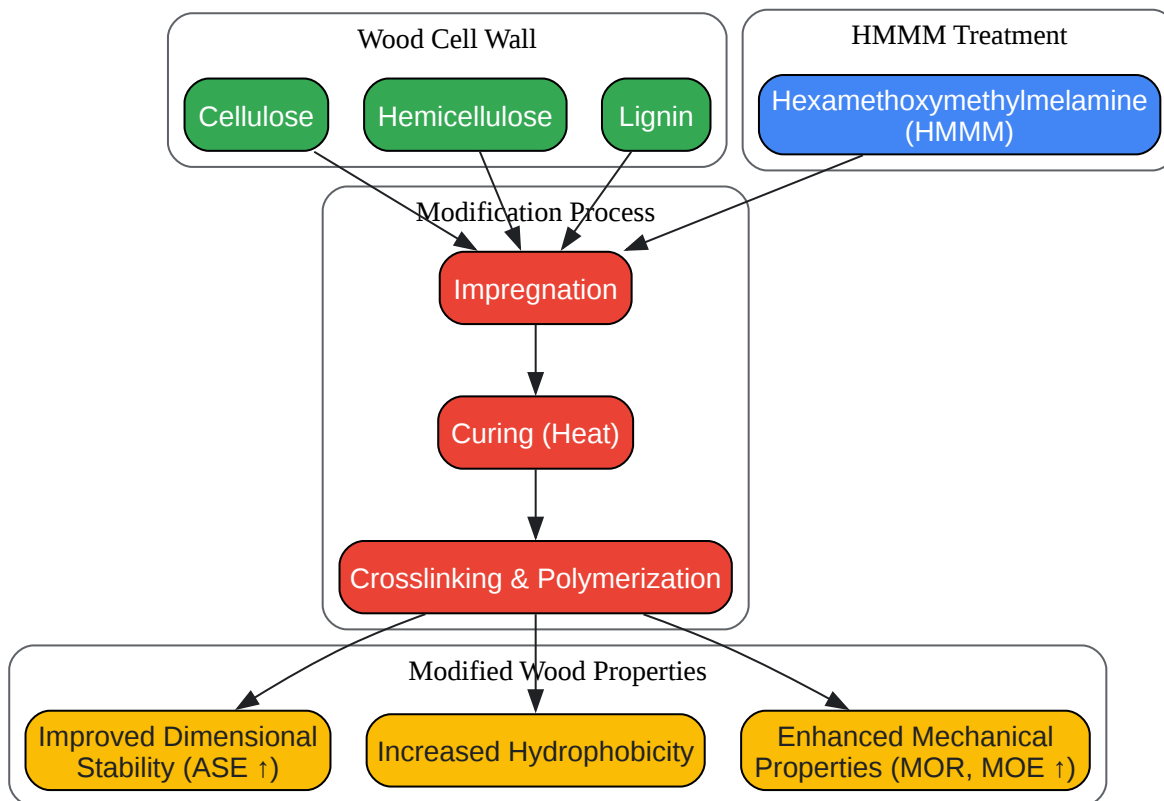 Wood Cell Wall
HMMM Treatment
Cellulose
Hemicellulose
Lignin
Hexamethoxymethylmelamine
(HMMM)
Modification Process
Impregnation
Curing (Heat)
Crosslinking & Polymerization
Modified Wood Properties
Improved Dimensional
Stability (ASE ↑)
Increased Hydrophobicity
Enhanced Mechanical
Properties (MOR, MOE ↑)